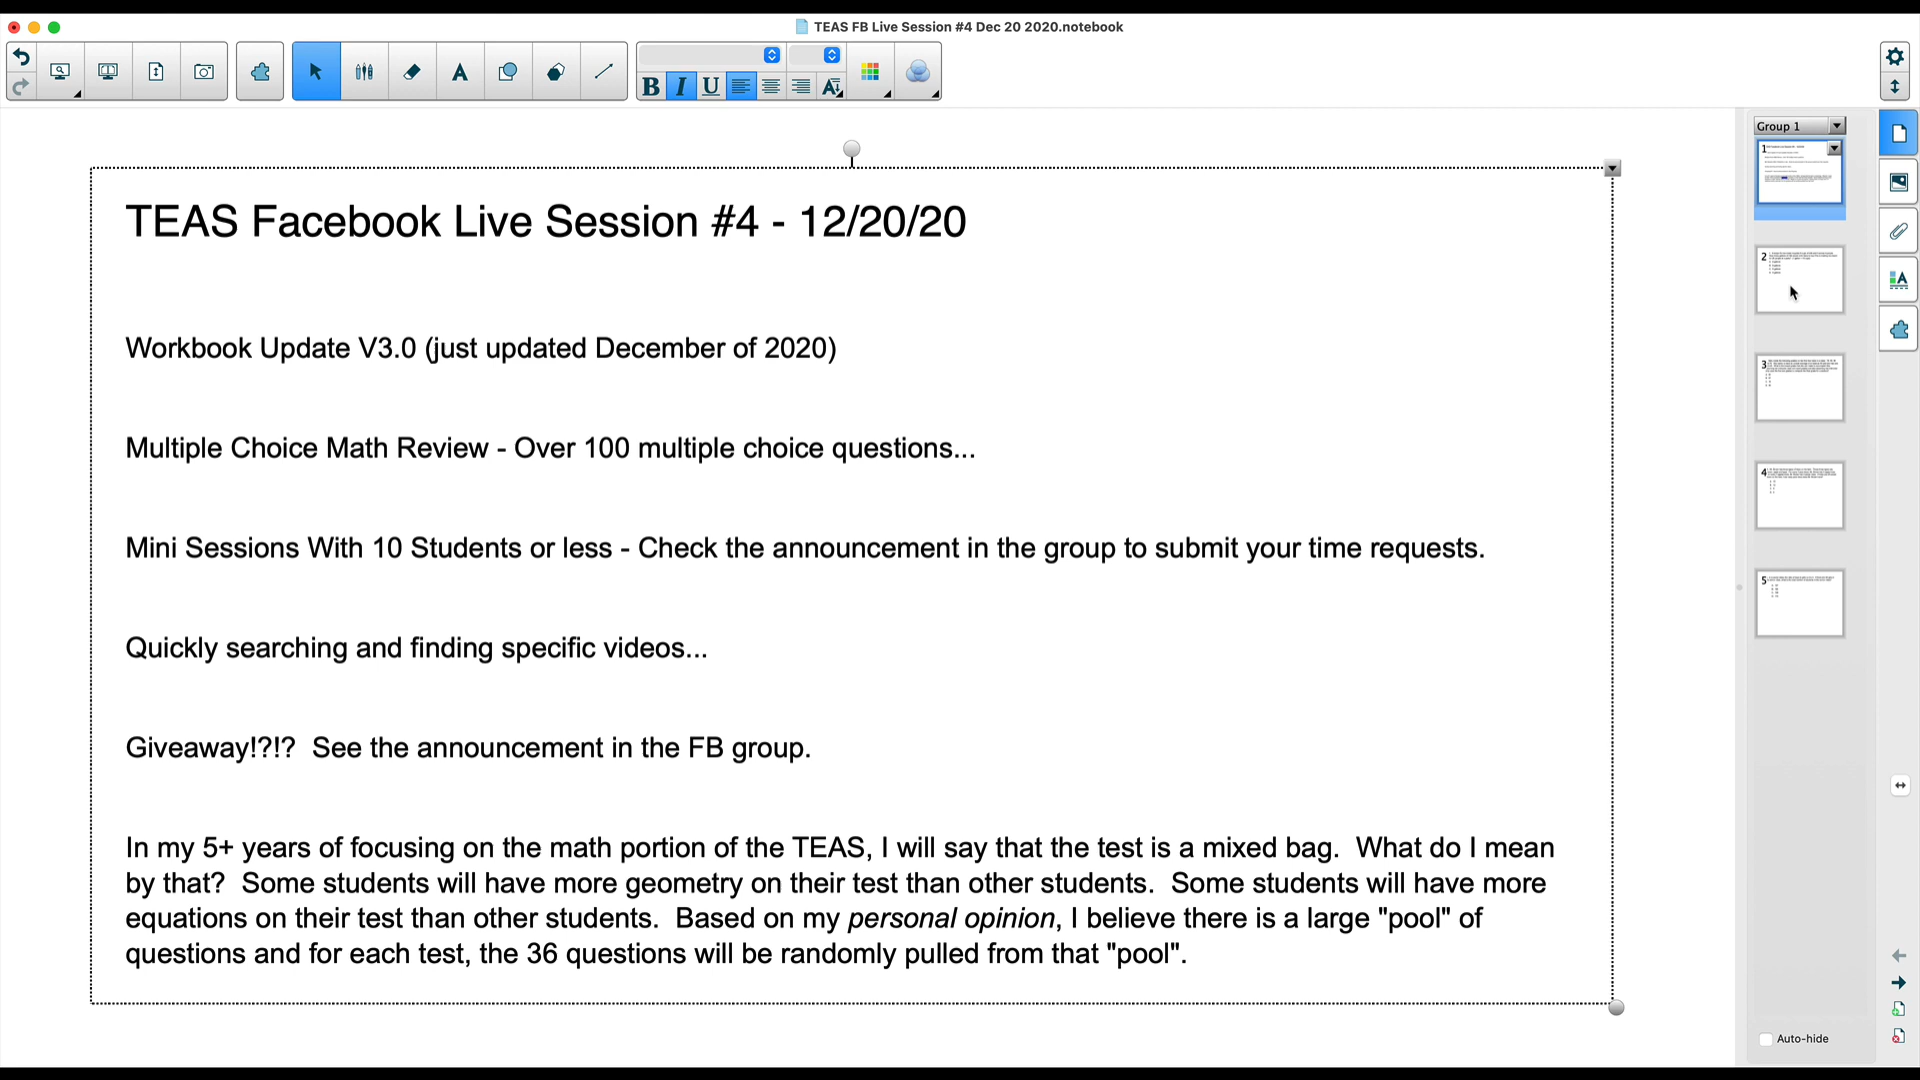 TEAS FB Live Session #4 Dec 20 2020.notebook
B I U A
A
Group 1
1
2
3
4
5
TEAS Facebook Live Session #4 - 12/20/20
Workbook Update V3.0 (just updated December of 2020)
Multiple Choice Math Review - Over 100 multiple choice questions...
Mini Sessions With 10 Students or less - Check the announcement in the group to submit your time requests.
Quickly searching and finding specific videos...
Giveaway!?!?  See the announcement in the FB group.
In my 5+ years of focusing on the math portion of the TEAS, I will say that the test is a mixed bag.  What do I mean
by that?  Some students will have more geometry on their test than other students.  Some students will have more
equations on their test than other students.  Based on my personal opinion, I believe there is a large "pool" of
questions and for each test, the 36 questions will be randomly pulled from that "pool".
Auto-hide